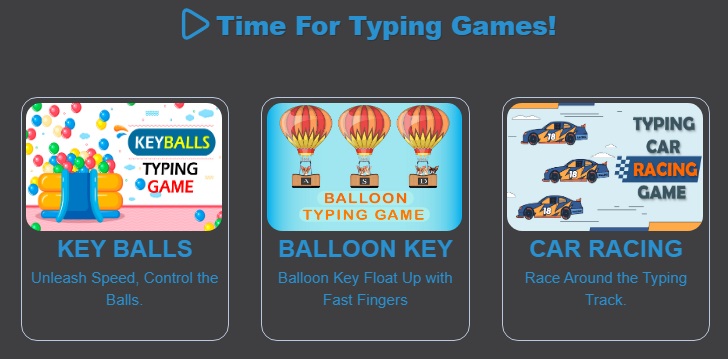 Time For Typing Games!
KEYBALLS
TYPING
GAME
KEY BALLS
Unleash Speed, Control the
Balls.
A S D
BALLOON
TYPING GAME
BALLOON KEY
Balloon Key Float Up with
Fast Fingers
TYPING
CAR
RACING
GAME
18
18
18
CAR RACING
Race Around the Typing
Track.